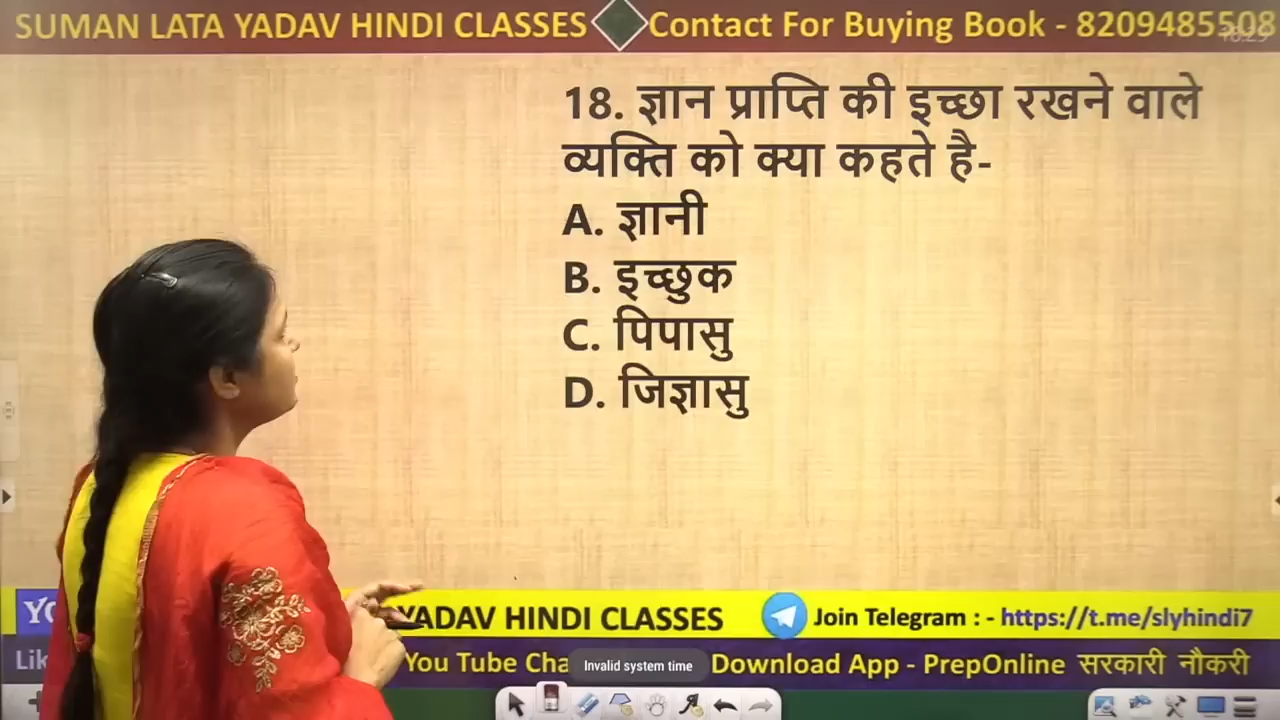 SUMAN LATA YADAV HINDI CLASSES Contact For Buying Book - 8209485508
18. ज्ञान प्राप्ति की इच्छा रखने वाले
व्यक्ति को क्या कहते है-
A. ज्ञानी
B. इच्छुक
C. पिपासु
D. जिज्ञासु
YADAV HINDI CLASSES Join Telegram : - https://t.me/slyhindi7
You Tube Cha Download App - PrepOnline सरकारी नौकरी
Invalid system time